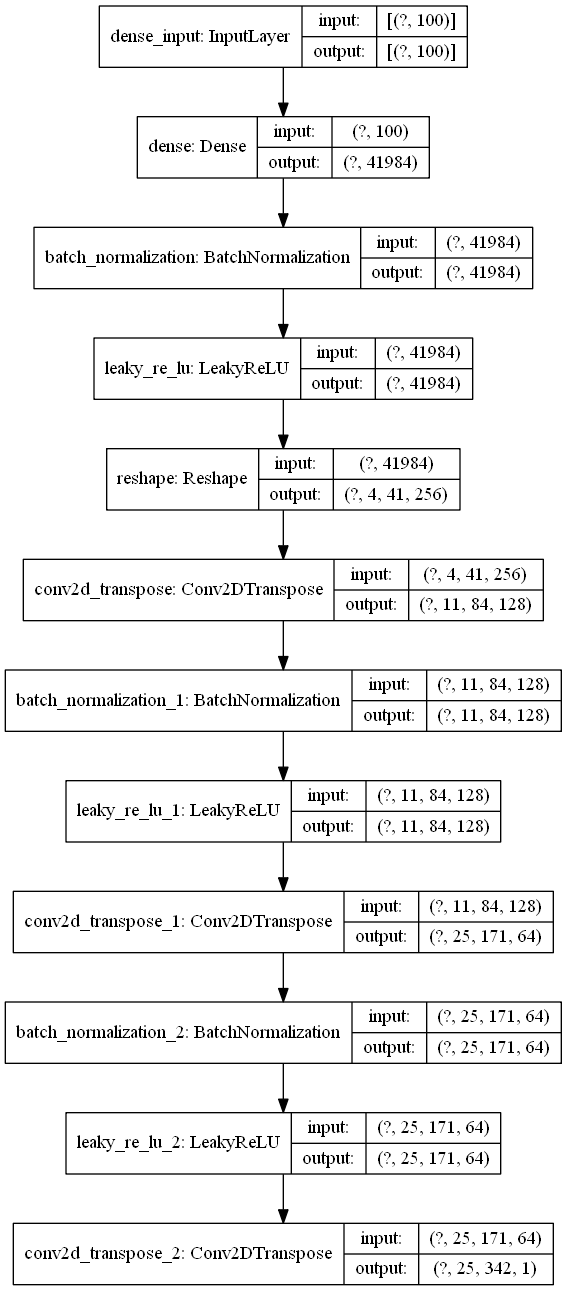 dense_input: InputLayer
input:
[(?, 100)]
output:
[(?, 100)]
dense: Dense
input:
(?, 100)
output:
(?, 41984)
batch_normalization: BatchNormalization
input:
(?, 41984)
output:
(?, 41984)
leaky_re_lu: LeakyReLU
input:
(?, 41984)
output:
(?, 41984)
reshape: Reshape
input:
(?, 41984)
output:
(?, 4, 41, 256)
conv2d_transpose: Conv2DTranspose
input:
(?, 4, 41, 256)
output:
(?, 11, 84, 128)
batch_normalization_1: BatchNormalization
input:
(?, 11, 84, 128)
output:
(?, 11, 84, 128)
leaky_re_lu_1: LeakyReLU
input:
(?, 11, 84, 128)
output:
(?, 11, 84, 128)
conv2d_transpose_1: Conv2DTranspose
input:
(?, 11, 84, 128)
output:
(?, 25, 171, 64)
batch_normalization_2: BatchNormalization
input:
(?, 25, 171, 64)
output:
(?, 25, 171, 64)
leaky_re_lu_2: LeakyReLU
input:
(?, 25, 171, 64)
output:
(?, 25, 171, 64)
conv2d_transpose_2: Conv2DTranspose
input:
(?, 25, 171, 64)
output:
(?, 25, 342, 1)